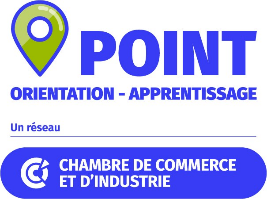 POINT
ORIENTATION - APPRENTISSAGE
Un réseau
CHAMBRE DE COMMERCE
ET D'INDUSTRIE